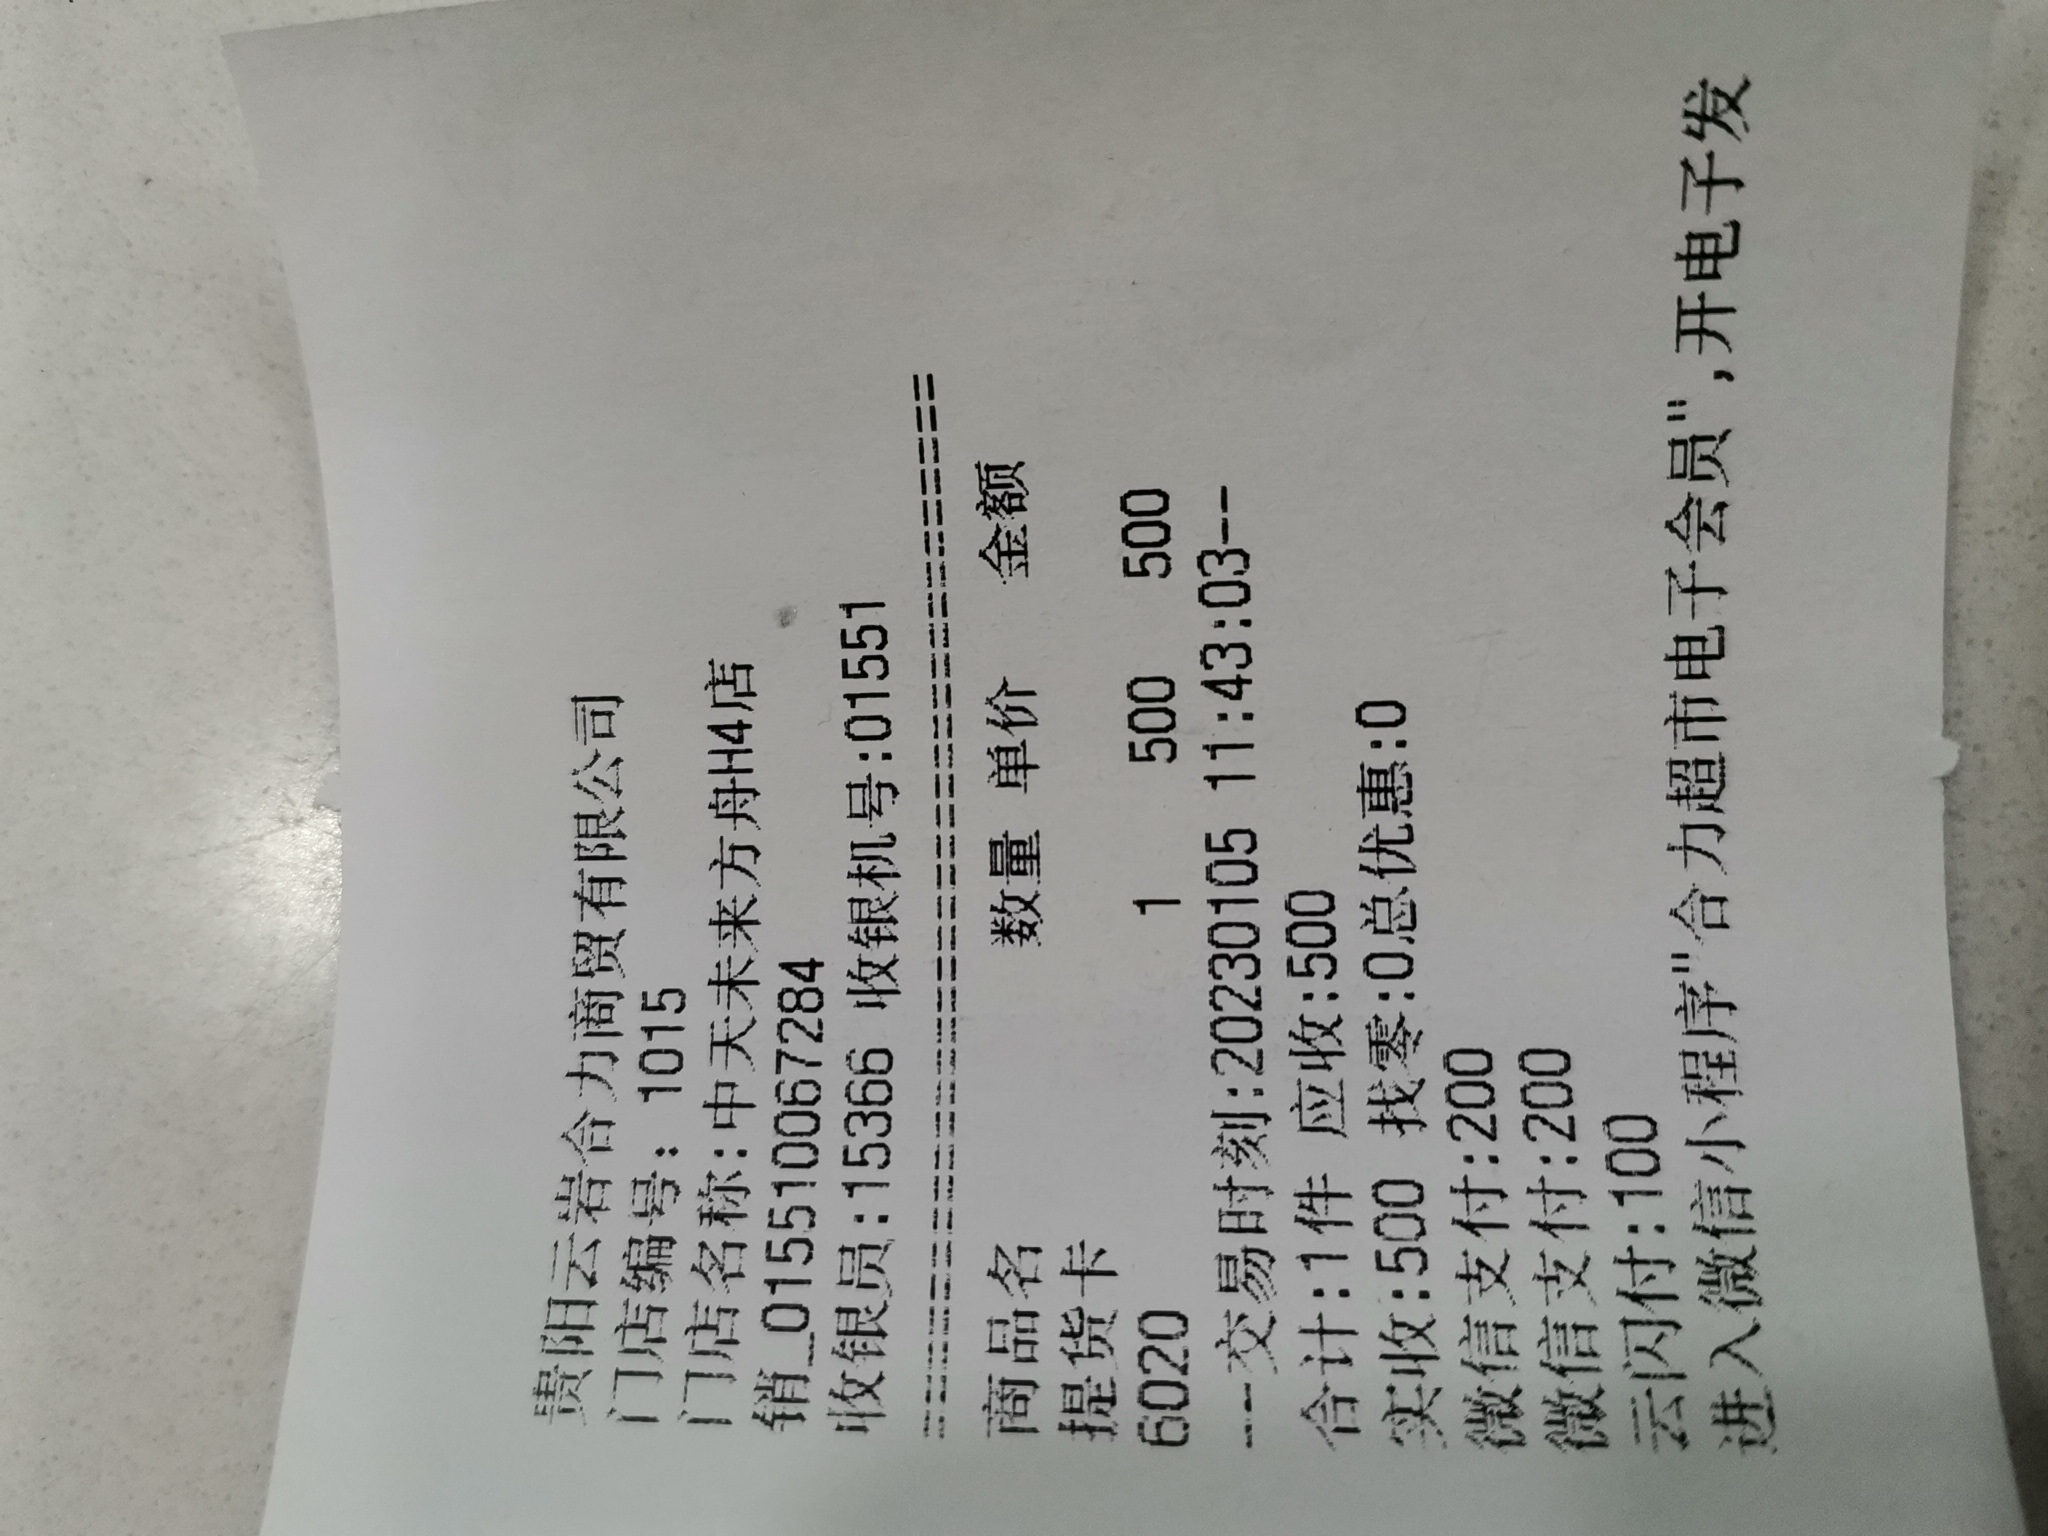 贵阳云岩合力商贸有限公司
门店编号: 1015
门店名称:中天未来方舟H4店
销_015510067284
收银员:15366 收银机号:01551
================================
商品名 数量 单价 金额
提货卡
6020 1 500 500
---交易时刻:20230105 11:43:03--
合计:1件 应收:500
实收:500 找零:0总优惠:0
微信支付:200
微信支付:200
云闪付:100
进入微信小程序"合力超市电子会员",开电子发